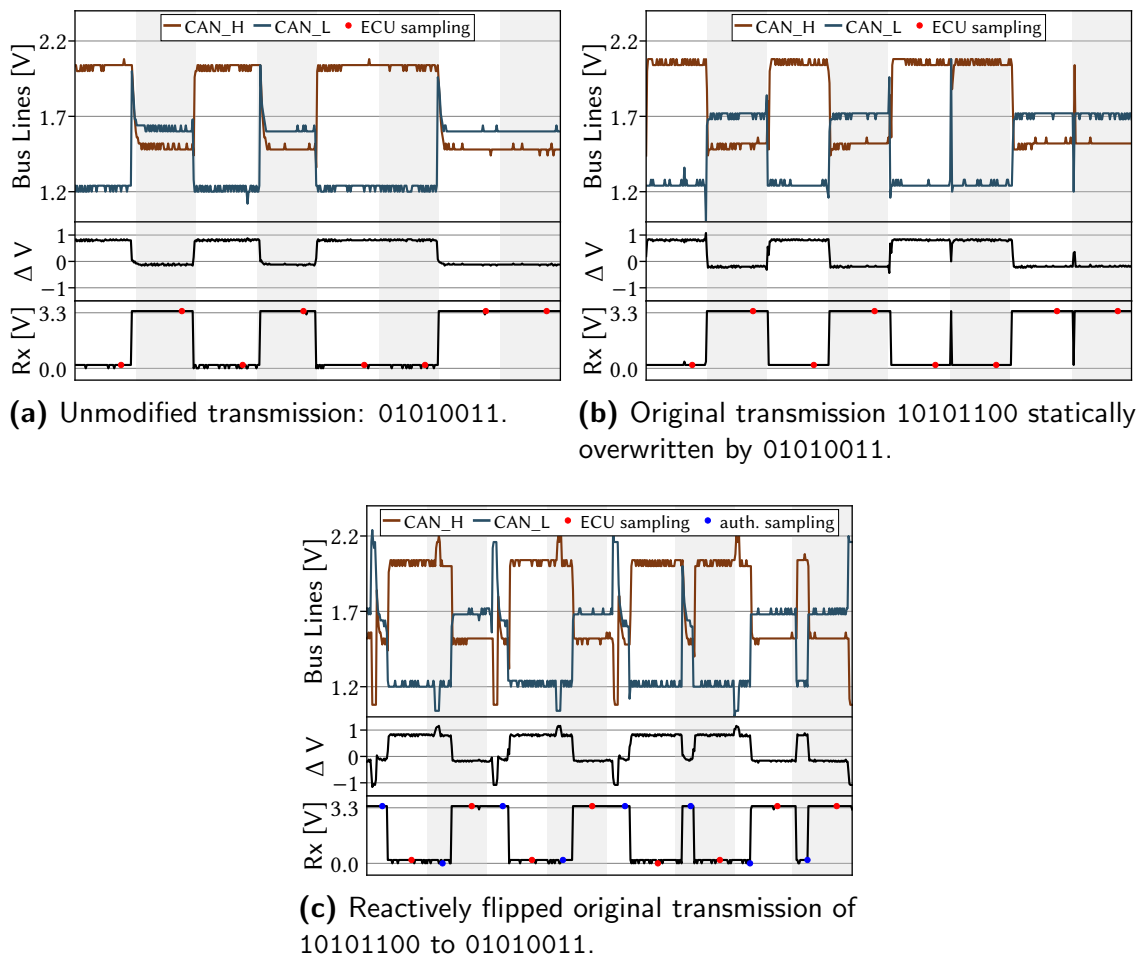 CAN_H CAN_L ECU sampling
2.2
1.7
1.2
Bus Lines [V]
1
0
−1
Δ V
3.3
0.0
Rx [V]
(a) Unmodified transmission: 01010011.
CAN_H CAN_L ECU sampling
2.2
1.7
1.2
Bus Lines [V]
1
0
−1
Δ V
3.3
0.0
Rx [V]
(b) Original transmission 10101100 statically
overwritten by 01010011.
CAN_H CAN_L ECU sampling auth. sampling
2.2
1.7
1.2
Bus Lines [V]
1
0
−1
Δ V
3.3
0.0
Rx [V]
(c) Reactively flipped original transmission of
10101100 to 01010011.